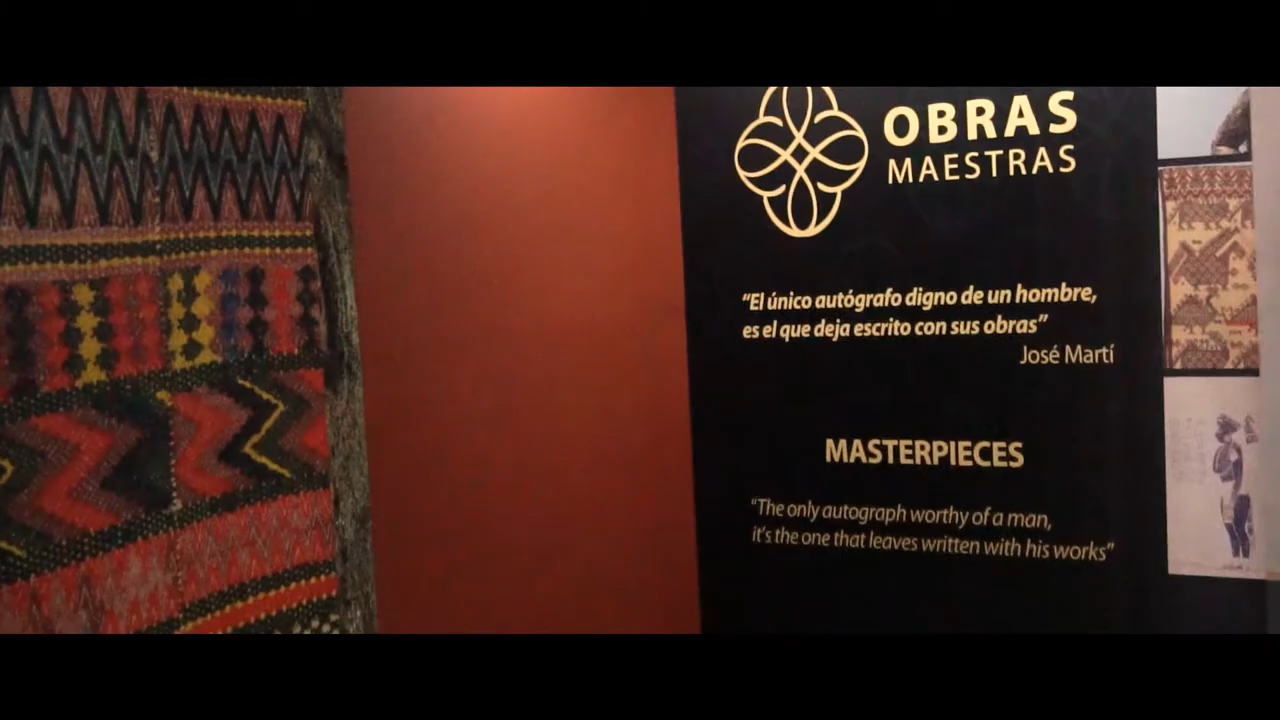 OBRAS
MAESTRAS
“El único autógrafo digno de un hombre,
es el que deja escrito con sus obras”
José Martí
MASTERPIECES
“The only autograph worthy of a man,
it’s the one that leaves written with his works”